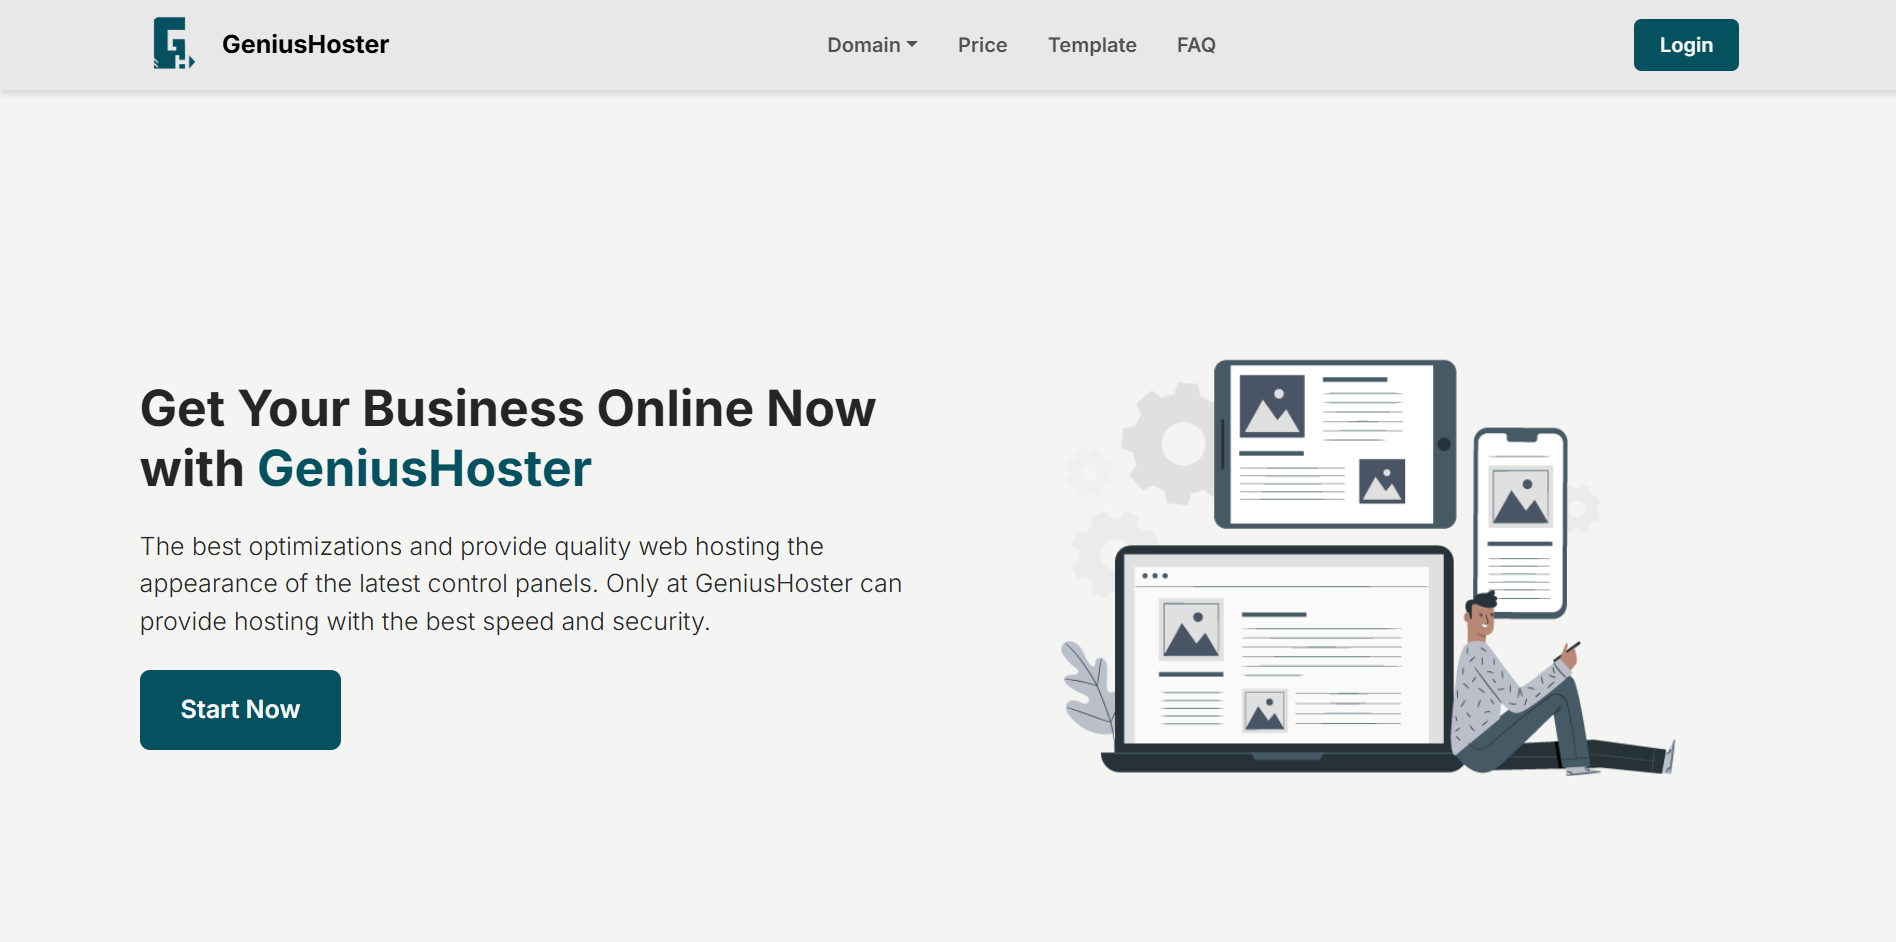 GeniusHoster
Domain
Price
Template
FAQ
Login
Get Your Business Online Now
with GeniusHoster
The best optimizations and provide quality web hosting the
appearance of the latest control panels. Only at GeniusHoster can
provide hosting with the best speed and security.
Start Now